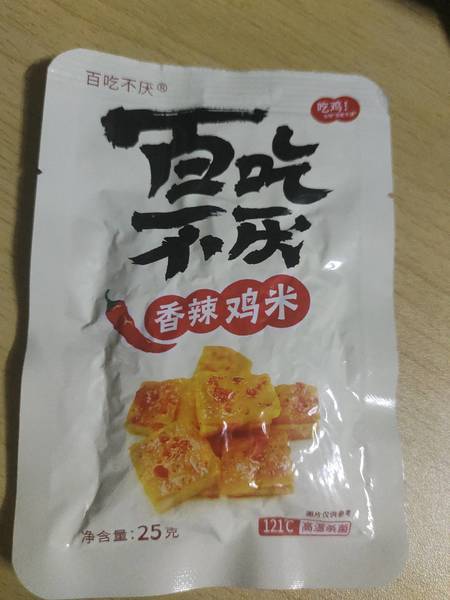 百吃不厌®
吃鸡！
百吃
不厌
香辣鸡米
图片仅供参考
净含量：25克
121℃ 高温杀菌